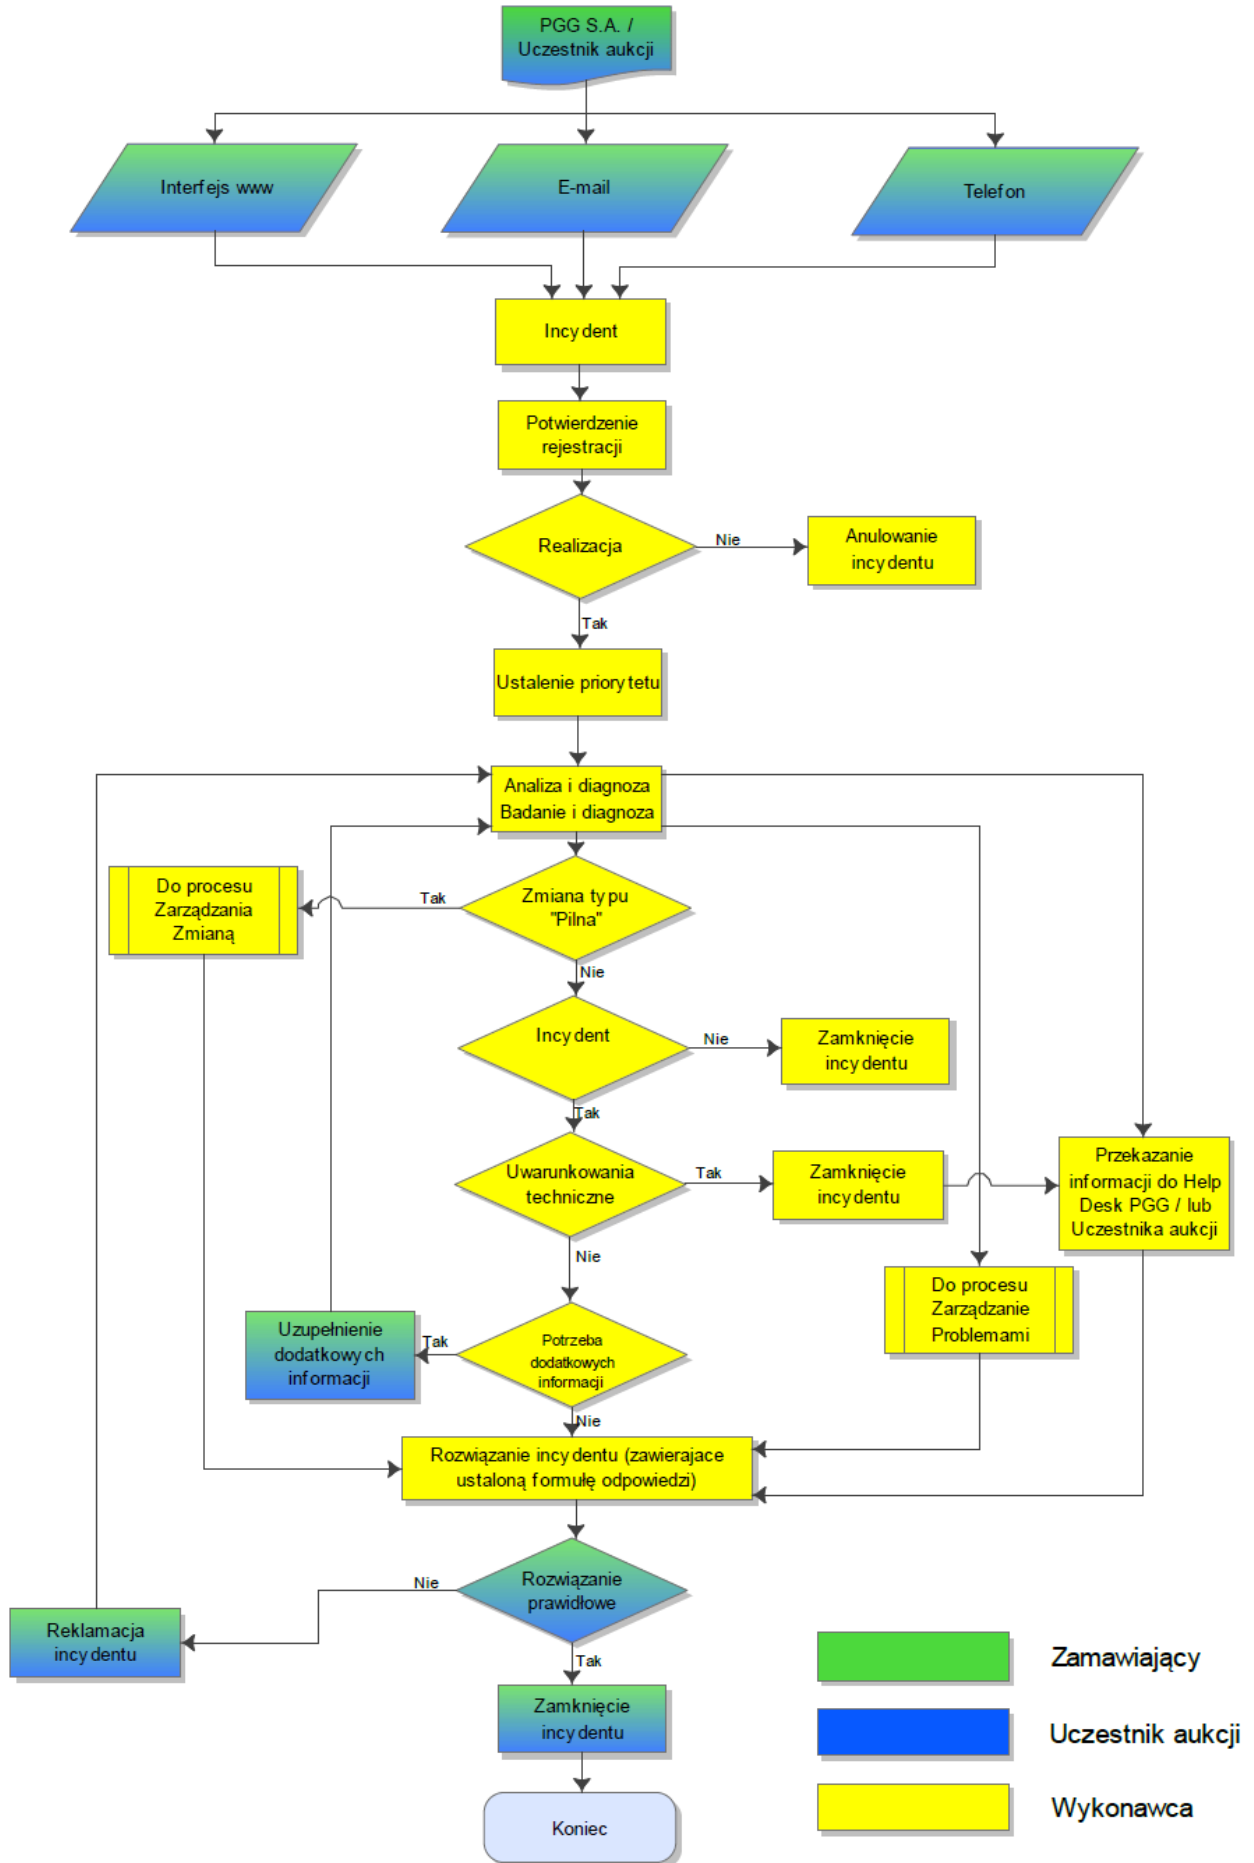 PGG S.A. /
Uczestnik aukcji
Interfejs www
E-mail
Telefon
Incydent
Potwierdzenie
rejestracji
Realizacja
Nie
Anulowanie
incydentu
Tak
Ustalenie priorytetu
Analiza i diagnoza
Badanie i diagnoza
Do procesu
Zarządzania
Zmianą
Tak
Zmiana typu
"Pilna"
Nie
Incydent
Nie
Zamknięcie
incydentu
Tak
Uwarunkowania
techniczne
Tak
Zamknięcie
incydentu
Przekazanie
informacji do Help
Desk PGG / lub
Uczestnika aukcji
Nie
Do procesu
Zarządzanie
Problemami
Uzupełnienie
dodatkowych
informacji
Tak
Potrzeba
dodatkowych
informacji
Nie
Rozwiązanie incydentu (zawierajace
ustaloną formułę odpowiedzi)
Rozwiązanie
prawidłowe
Nie
Reklamacja
incydentu
Tak
Zamknięcie
incydentu
Koniec
Zamawiający
Uczestnik aukcji
Wykonawca